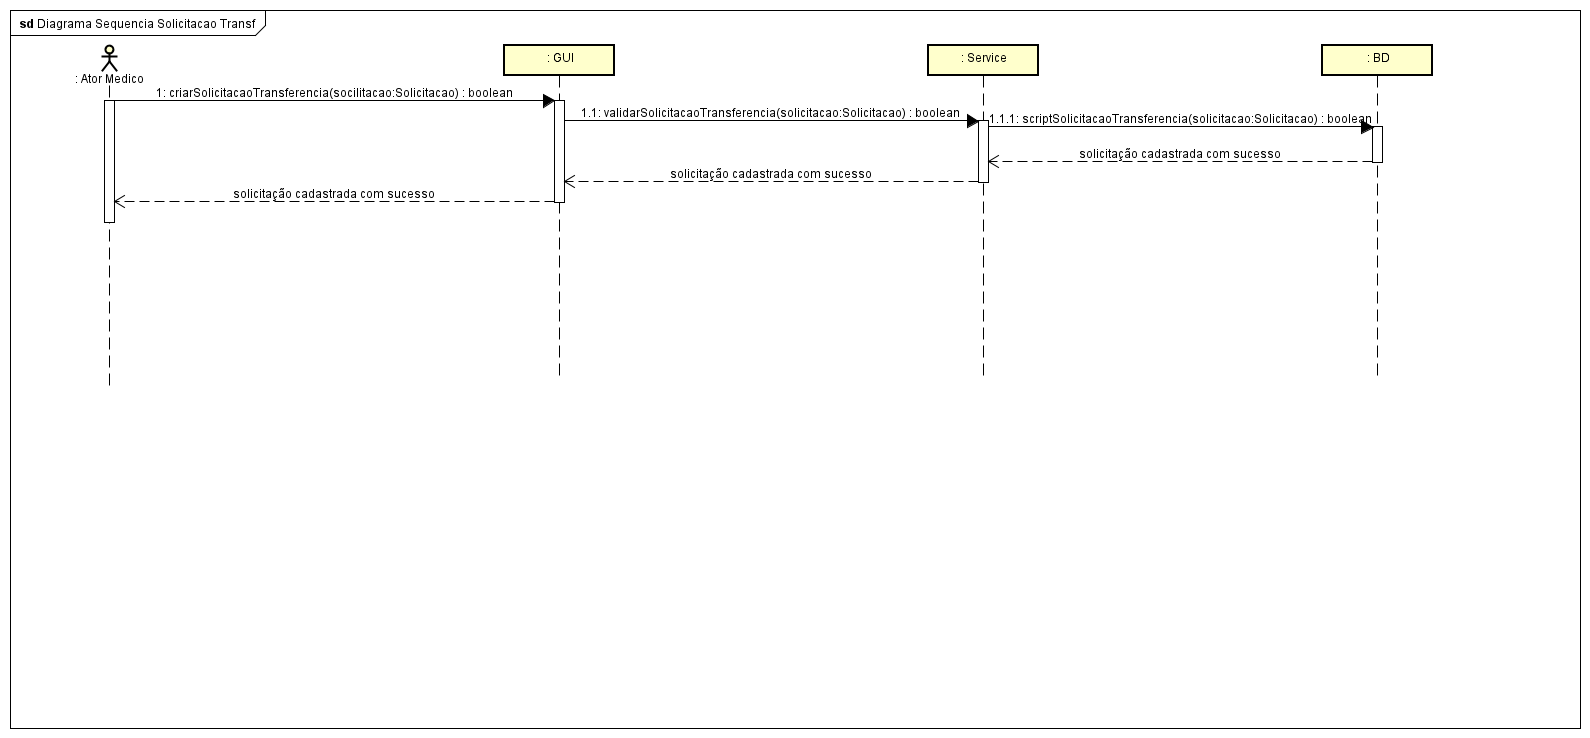 sd Diagrama Sequencia Solicitacao Transf
: Ator Medico
: GUI
: Service
: BD
1: criarSolicitacaoTransferencia(socilitacao:Solicitacao) : boolean
1.1: validarSolicitacaoTransferencia(solicitacao:Solicitacao) : boolean
1.1.1: scriptSolicitacaoTransferencia(solicitacao:Solicitacao) : boolean
solicitação cadastrada com sucesso
solicitação cadastrada com sucesso
solicitação cadastrada com sucesso